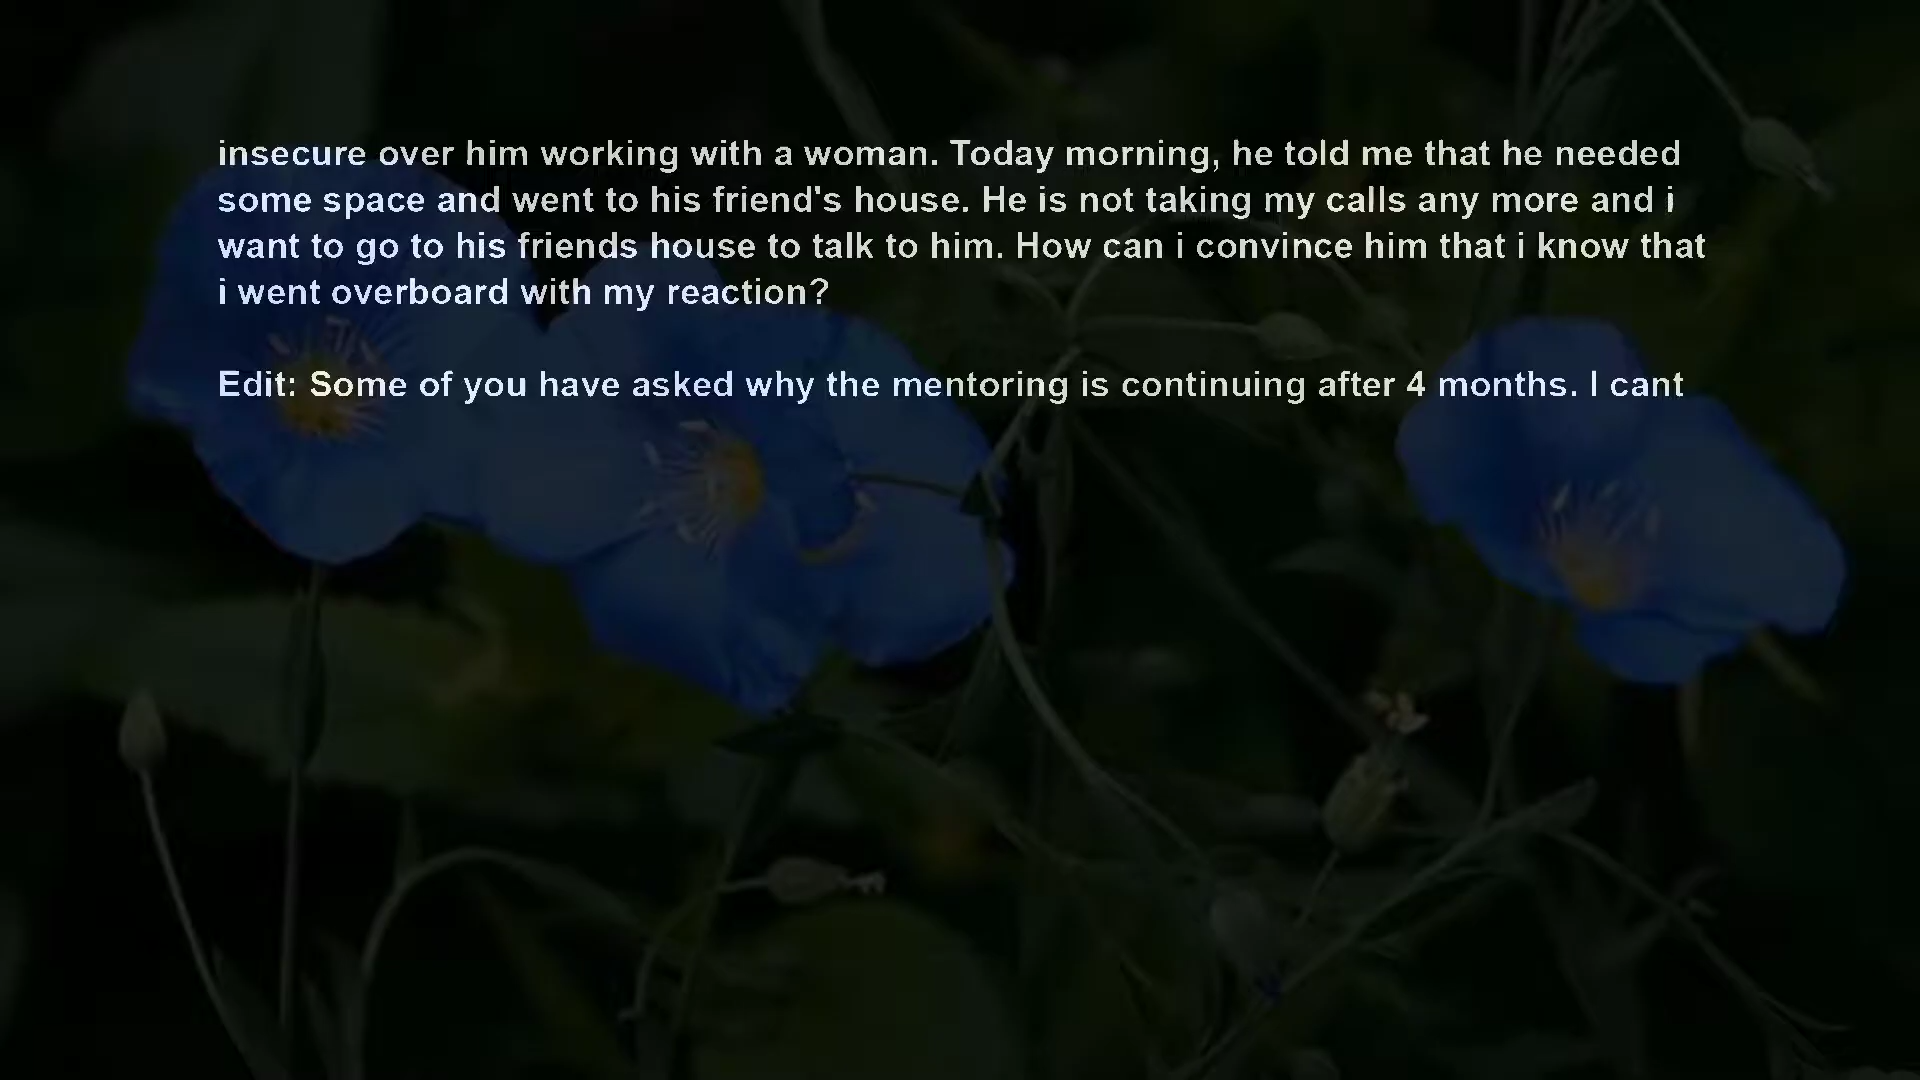 insecure over him working with a woman. Today morning, he told me that he needed
some space and went to his friend's house. He is not taking my calls any more and i
want to go to his friends house to talk to him. How can i convince him that i know that
i went overboard with my reaction?
Edit: Some of you have asked why the mentoring is continuing after 4 months. I cant